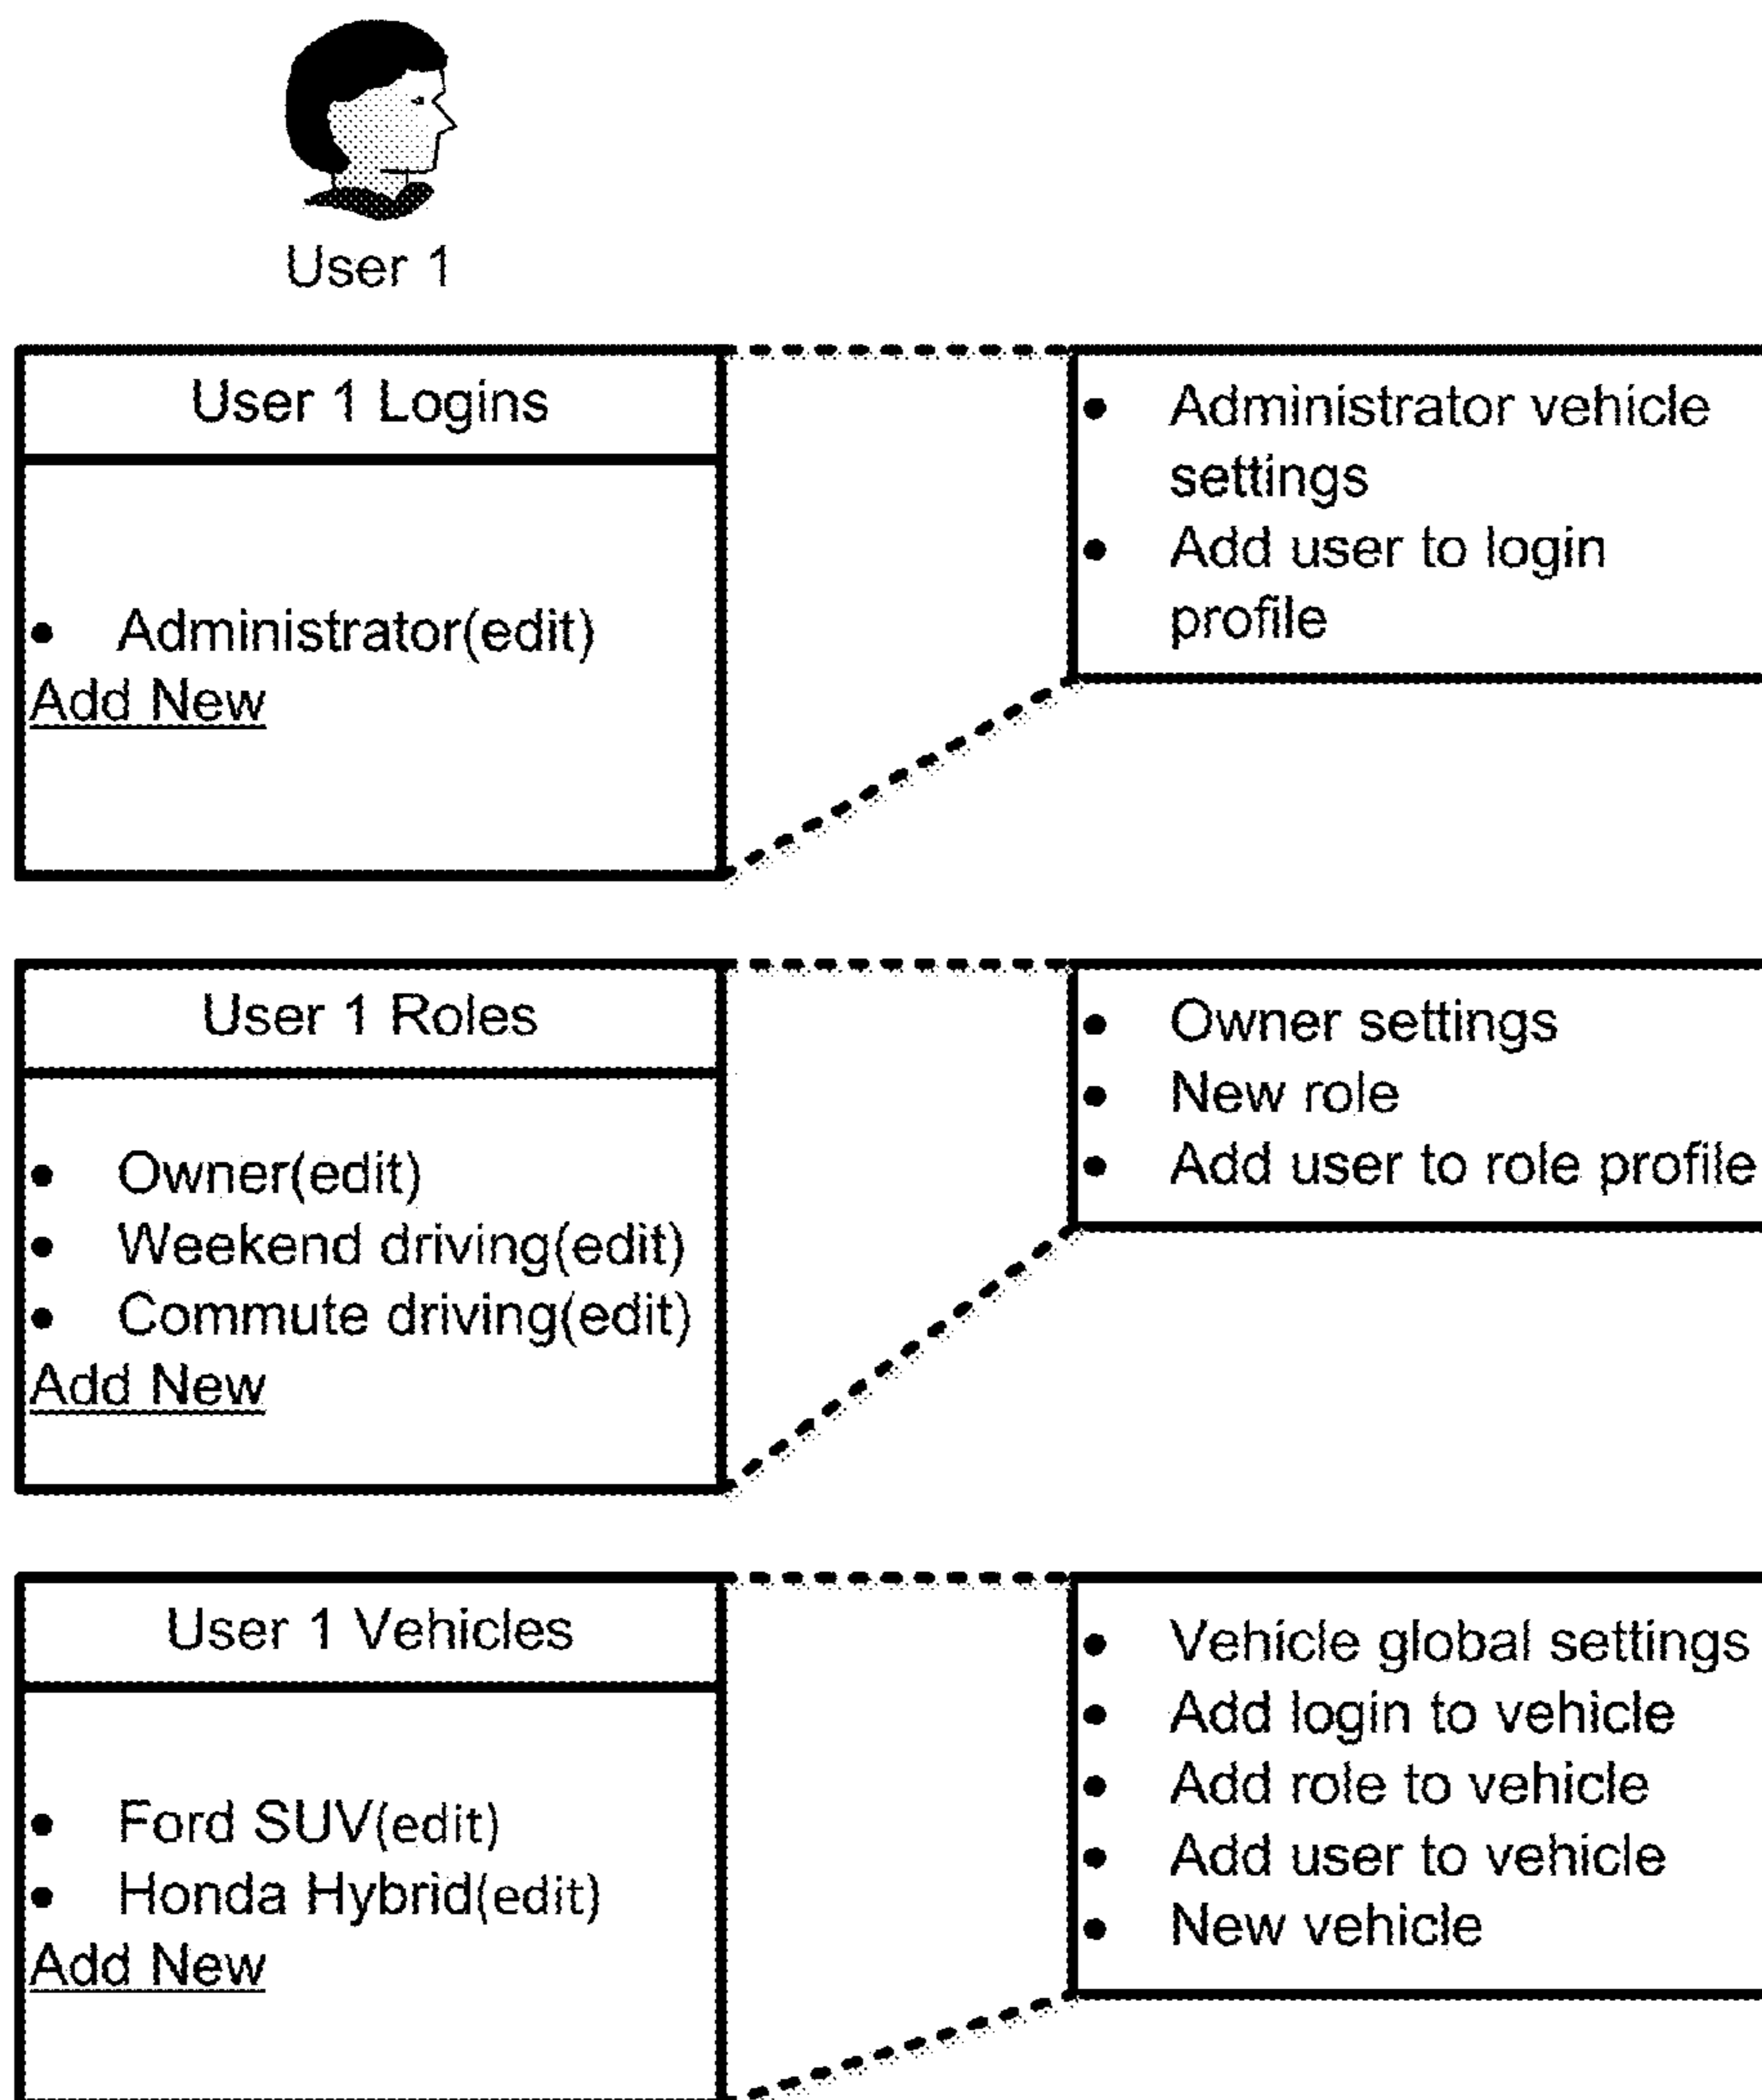 User 1
User 1 Logins
• Administrator(edit)
Add New
• Administrator vehicle
settings
• Add user to login
profile
User 1 Roles
• Owner(edit)
• Weekend driving(edit)
• Commute driving(edit)
Add New
• Owner settings
• New role
• Add user to role profile
User 1 Vehicles
• Ford SUV(edit)
• Honda Hybrid(edit)
Add New
• Vehicle global settings
• Add login to vehicle
• Add role to vehicle
• Add user to vehicle
• New vehicle